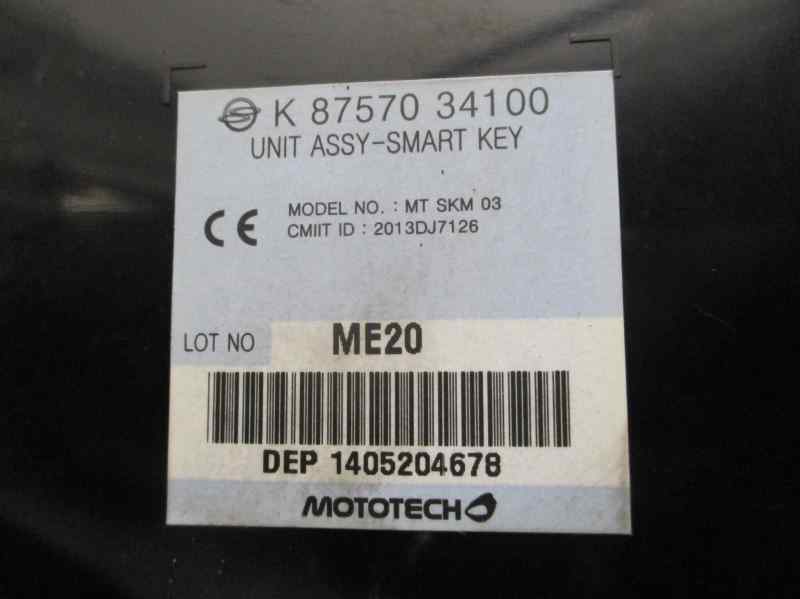 K 87570 34100
UNIT ASSY-SMART KEY
MODEL NO. : MT SKM 03
CE CMIIT ID : 2013DJ7126
LOT NO ME20
DEP 1405204678
MOTOTECH